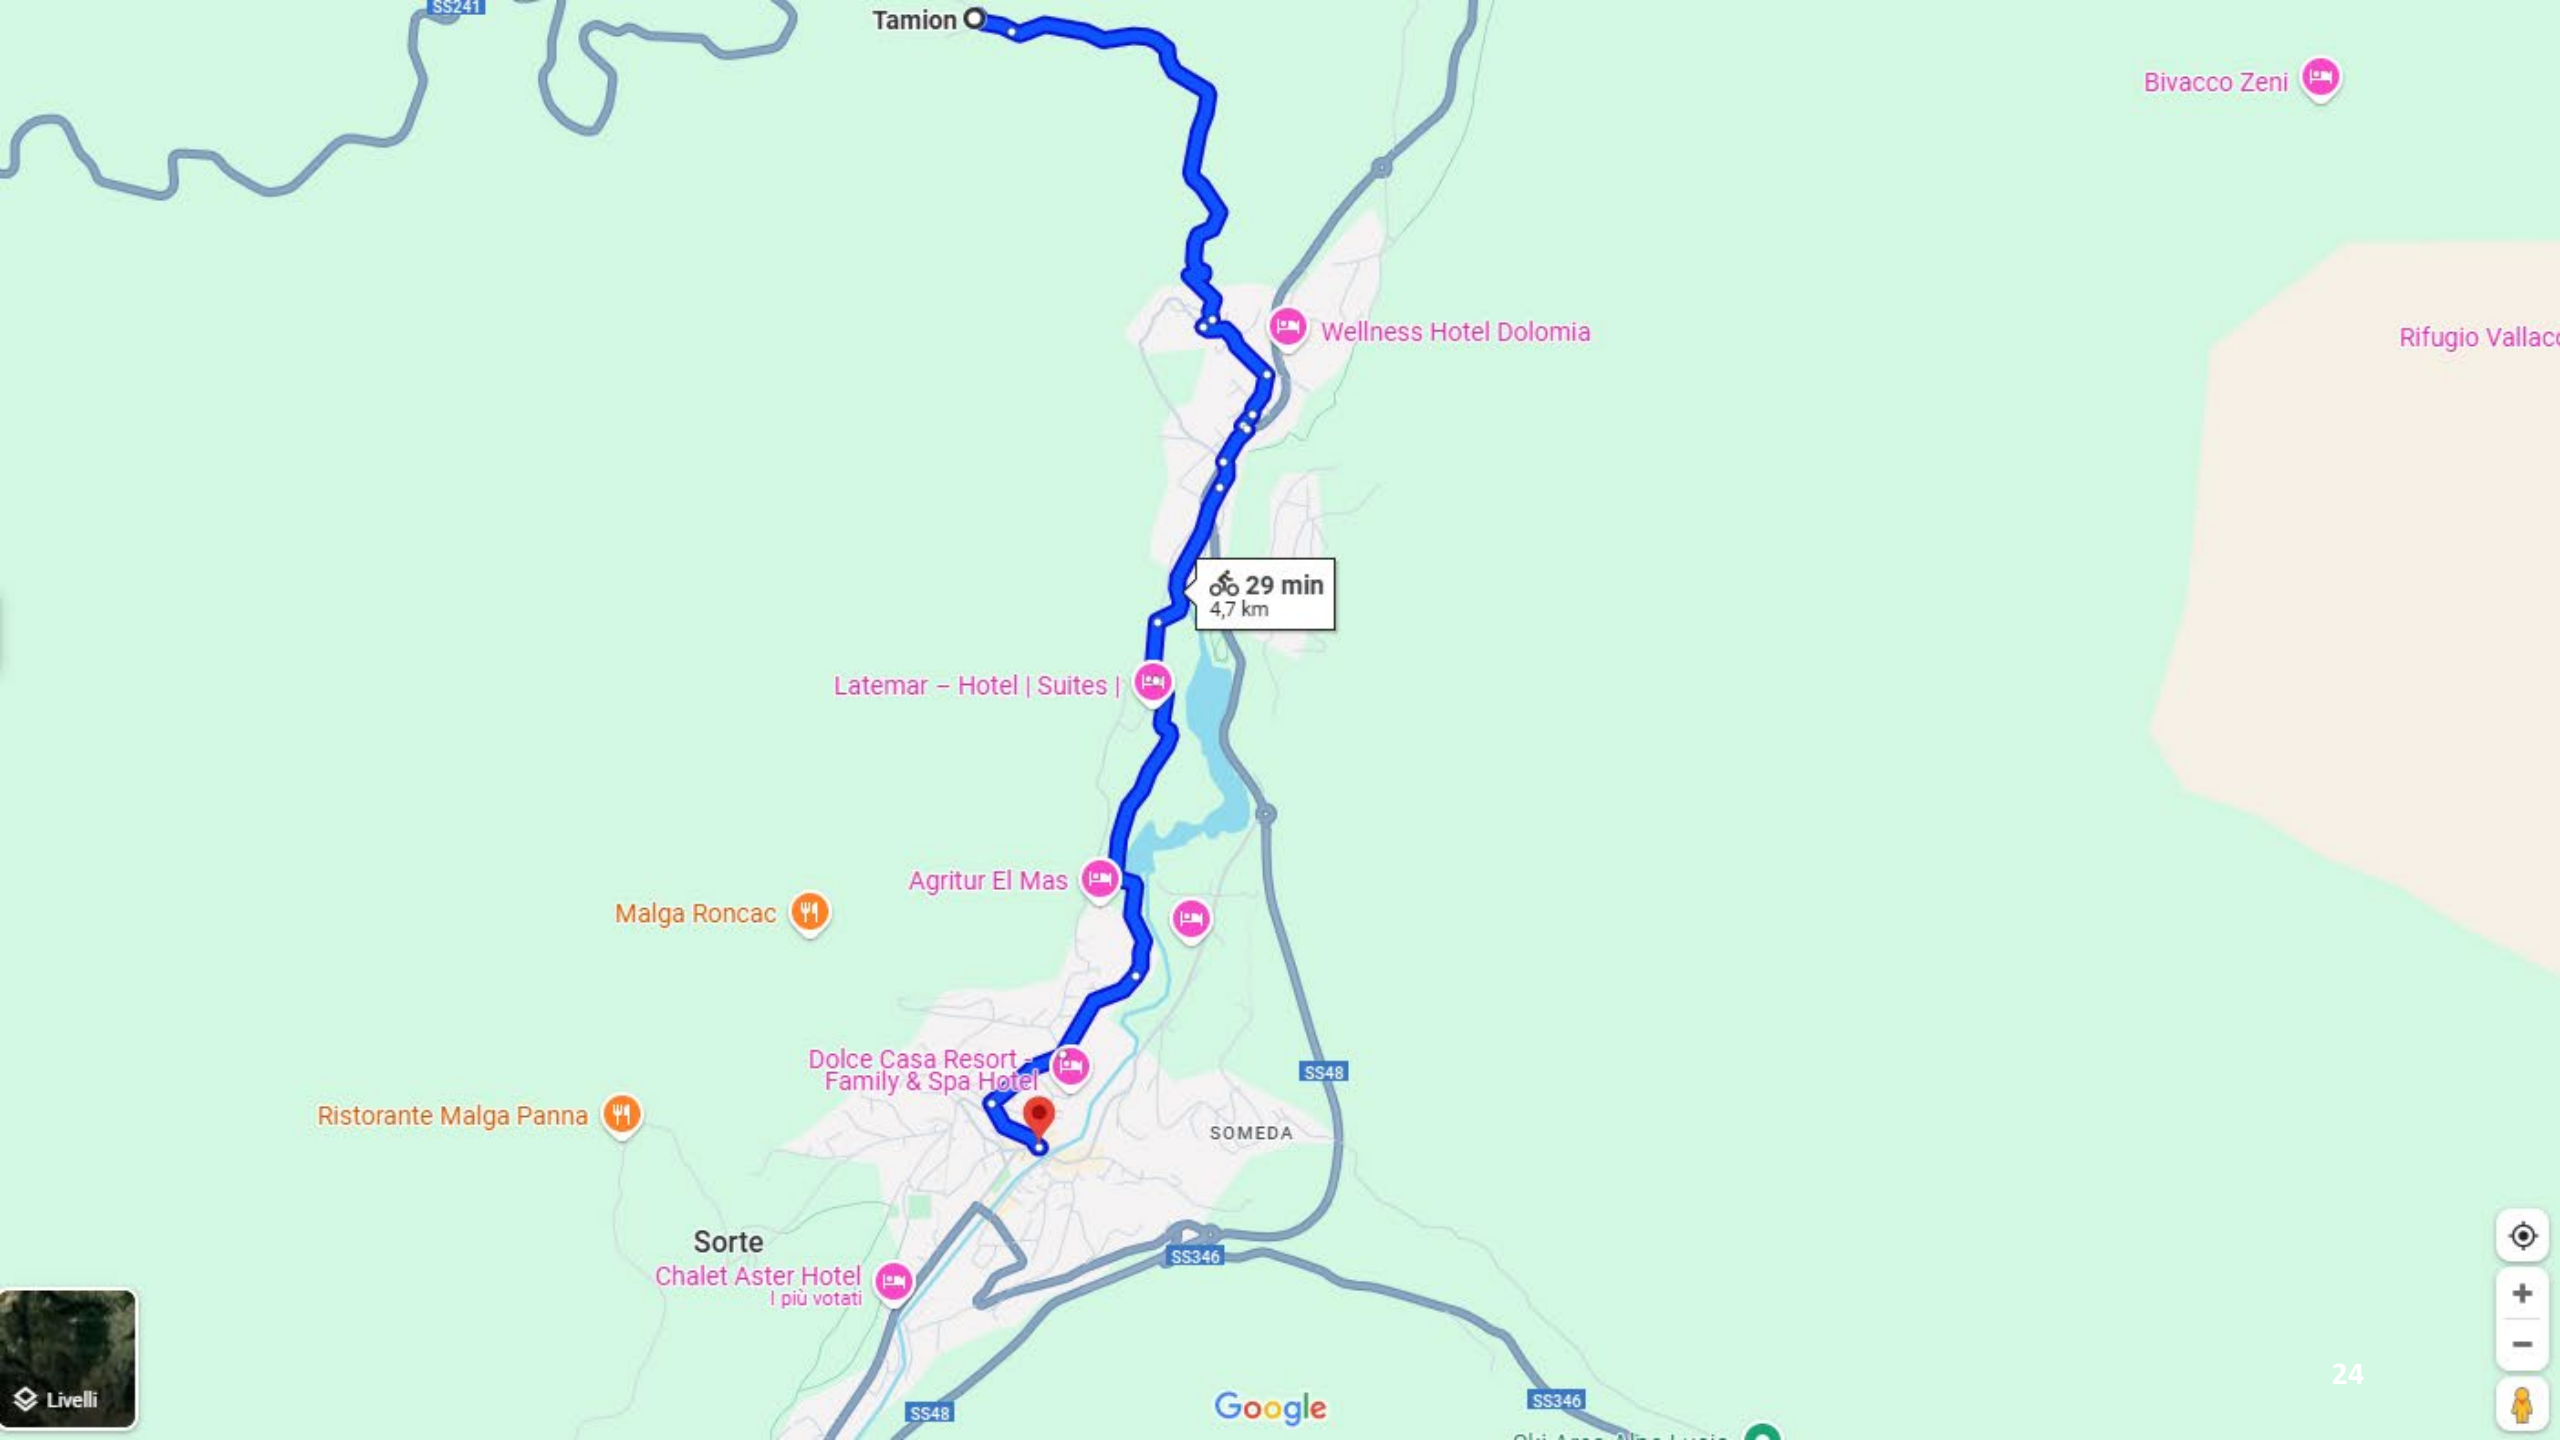 SS241
Tamion
Bivacco Zeni
Wellness Hotel Dolomia
Rifugio Vallac
29 min
4,7 km
Latemar – Hotel | Suites |
Agritur El Mas
Malga Roncac
Dolce Casa Resort -
Family & Spa Hotel
SS48
Ristorante Malga Panna
SOMEDA
Sorte
SS346
Chalet Aster Hotel
I più votati
24
Livelli
Google
SS48
SS346